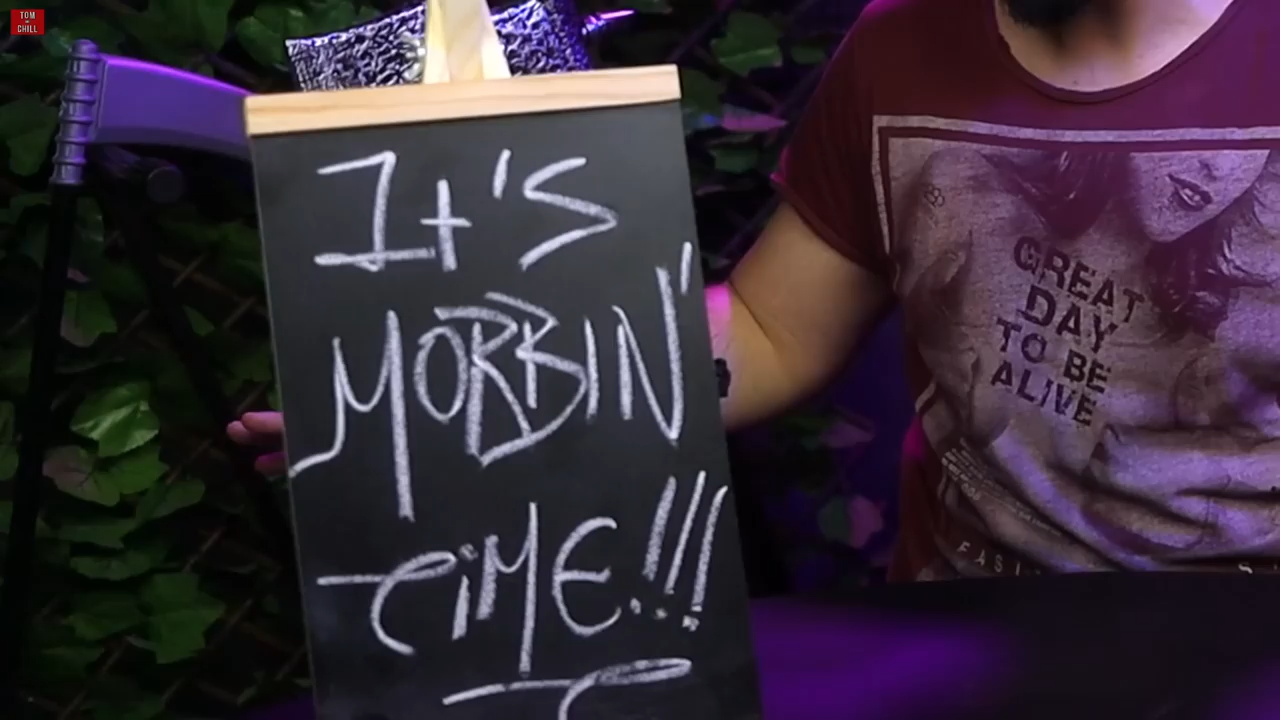 TOM
CHILL
It's
MORBIN'
TiME!!!
GREAT
DAY
TO BE
ALIVE